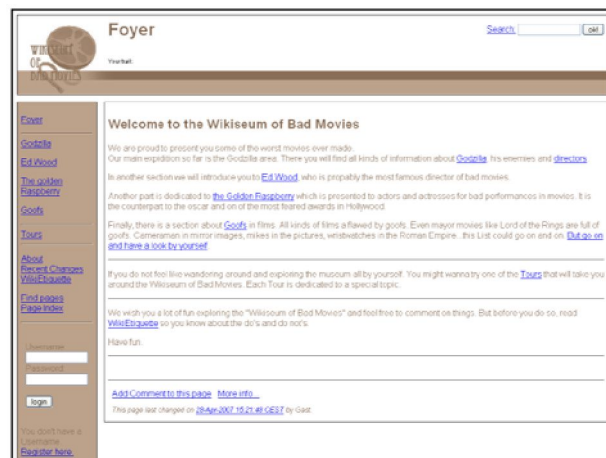 WIKISEUM
OF
BAD MOVIES
Foyer
Search:
ok!
Your trail:
Foyer
Godzilla
Ed Wood
The golden
Raspberry
Goofs
Tours
About
Recent Changes
WikiEtiquette
Find pages
Page Index
Username:
Password:
login
You don't have a
Username
Register here.
Welcome to the Wikiseum of Bad Movies
We are proud to present you some of the worst movies ever made.
Our main expidition so far is the Godzilla area. There you will find all kinds of information about Godzilla, his enemies and directors.
In another section we will introduce you to Ed Wood, who is propably the most famous director of bad movies.
Another part is dedicated to the Golden Raspberry which is presented to actors and actresses for bad performances in movies. It is
the counterpart to the oscar and on of the most feared awards in Hollywood.
Finally, there is a section about Goofs in films. All kinds of films a flawed by goofs. Even mayor movies like Lord of the Rings are full of
goofs. Cameraman in mirror images, mikes in the pictures, wristwatches in the Roman Empire...this List could go on end on. But go on
and have a look by yourself.
If you do not feel like wandering around and exploring the museum all by yourself. You might wanna try one of the Tours that will take you
around the Wikiseum of Bad Movies. Each Tour is dedicated to a special topic.
We wish you a lot of fun exploring the "Wikiseum of Bad Movies" and feel free to comment on things. But before you do so, read
WikiEtiquette so you know about the do's and do not's.
Have fun.
Add Comment to this page More info...
This page last changed on 28-Apr-2007 15:21:48 CEST by Gast.